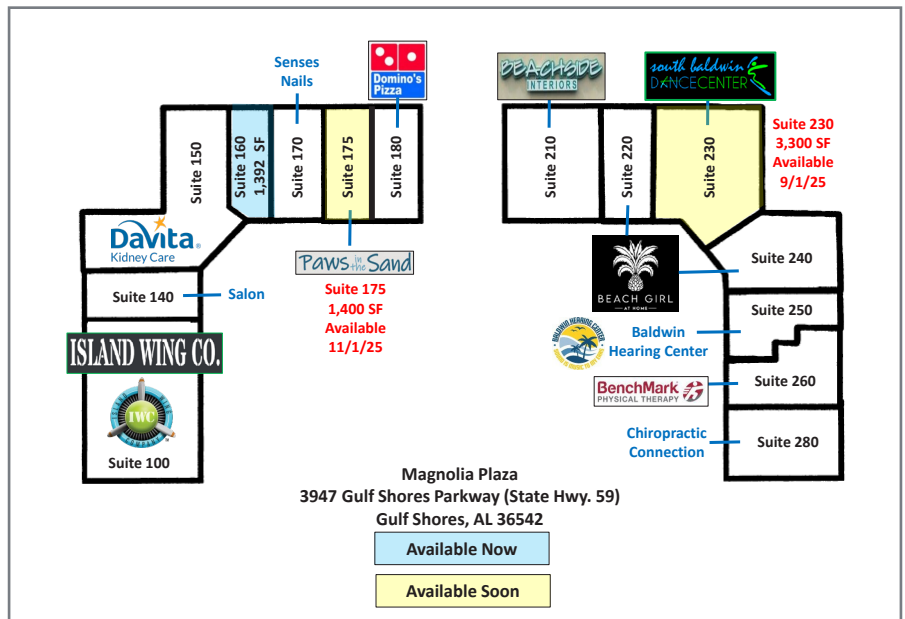 Senses
Nails
Domino's
Pizza
Suite 150
Suite 160
1,392 SF
Suite 170
Suite 175
Suite 180
DaVita®
Kidney Care
Paws in the Sand
Suite 175
1,400 SF
Available
11/1/25
Suite 140
Salon
ISLAND WING CO.
IWC
Suite 100
BEACHSIDE
INTERIORS
south baldwin
DANCECENTER
Suite 210
Suite 220
Suite 230
Suite 230
3,300 SF
Available
9/1/25
BEACH GIRL
AT HOME
Suite 240
Suite 250
Baldwin
Hearing Center
BALDWIN HEARING CENTER
BenchMark
PHYSICAL THERAPY
Suite 260
Chiropractic
Connection
Suite 280
Magnolia Plaza
3947 Gulf Shores Parkway (State Hwy. 59)
Gulf Shores, AL 36542
Available Now
Available Soon